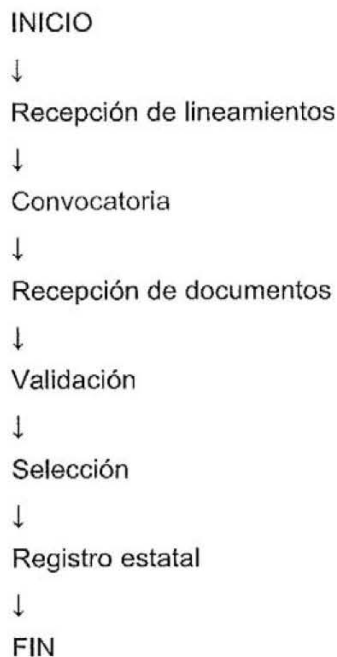 INICIO
↓
Recepción de lineamientos
↓
Convocatoria
↓
Recepción de documentos
↓
Validación
↓
Selección
↓
Registro estatal
↓
FIN